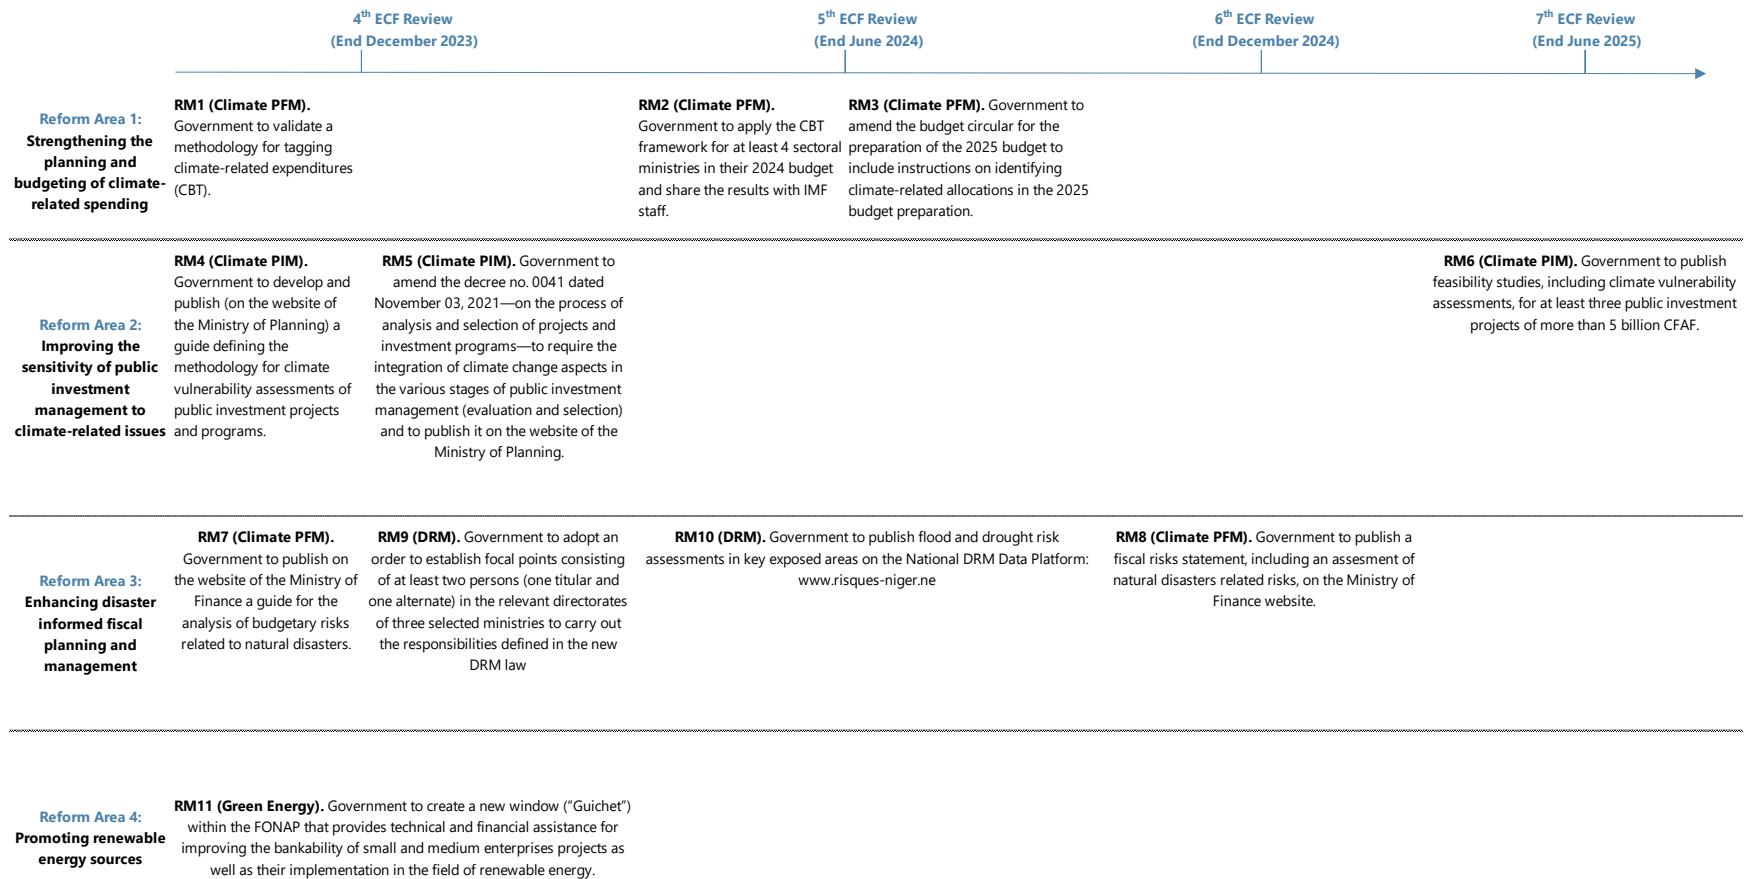 4th ECF Review
(End December 2023)
5th ECF Review
(End June 2024)
6th ECF Review
(End December 2024)
7th ECF Review
(End June 2025)
Reform Area 1:
Strengthening the
planning and
budgeting of climate-
related spending
RM1 (Climate PFM).
Government to validate a
methodology for tagging
climate-related expenditures
(CBT).
RM2 (Climate PFM).
Government to apply the CBT
framework for at least 4 sectoral
ministries in their 2024 budget
and share the results with IMF
staff.
RM3 (Climate PFM). Government to
amend the budget circular for the
preparation of the 2025 budget to
include instructions on identifying
climate-related allocations in the 2025
budget preparation.
Reform Area 2:
Improving the
sensitivity of public
investment
management to
climate-related issues
RM4 (Climate PIM).
Government to develop and
publish (on the website of
the Ministry of Planning) a
guide defining the
methodology for climate
vulnerability assessments of
public investment projects
and programs.
RM5 (Climate PIM). Government to
amend the decree no. 0041 dated
November 03, 2021—on the process of
analysis and selection of projects and
investment programs—to require the
integration of climate change aspects in
the various stages of public investment
management (evaluation and selection)
and to publish it on the website of the
Ministry of Planning.
RM6 (Climate PIM). Government to publish
feasibility studies, including climate vulnerability
assessments, for at least three public investment
projects of more than 5 billion CFAF.
Reform Area 3:
Enhancing disaster
informed fiscal
planning and
management
RM7 (Climate PFM).
Government to publish on
the website of the Ministry of
Finance a guide for the
analysis of budgetary risks
related to natural disasters.
RM9 (DRM). Government to adopt an
order to establish focal points consisting
of at least two persons (one titular and
one alternate) in the relevant directorates
of three selected ministries to carry out
the responsibilities defined in the new
DRM law
RM10 (DRM). Government to publish flood and drought risk
assessments in key exposed areas on the National DRM Data Platform:
www.risques-niger.ne
RM8 (Climate PFM). Government to publish a
fiscal risks statement, including an assesment of
natural disasters related risks, on the Ministry of
Finance website.
Reform Area 4:
Promoting renewable
energy sources
RM11 (Green Energy). Government to create a new window (“Guichet”)
within the FONAP that provides technical and financial assistance for
improving the bankability of small and medium enterprises projects as
well as their implementation in the field of renewable energy.